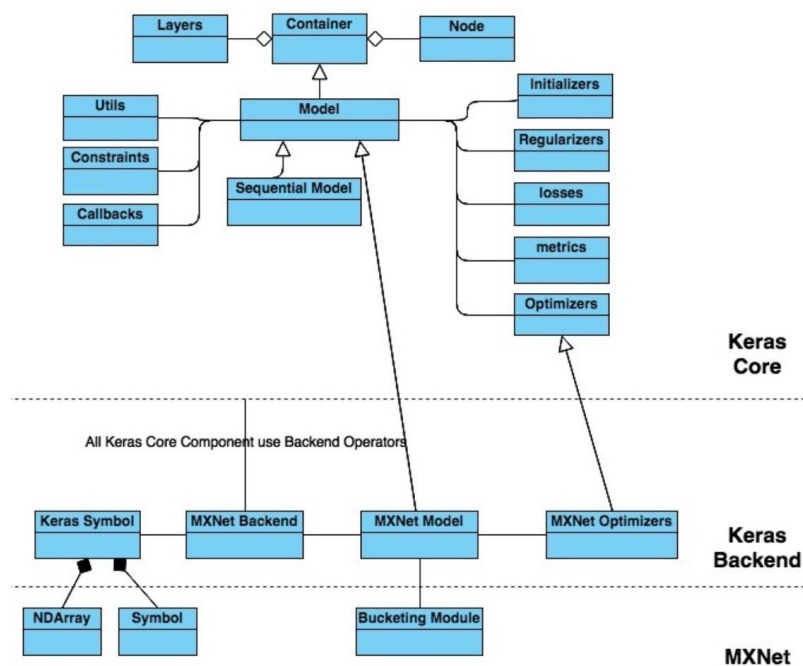 Layers
Container
Node
Initializers
Utils
Model
Regularizers
Constraints
Sequential Model
losses
Callbacks
metrics
Optimizers
Keras
Core
All Keras Core Component use Backend Operators
Keras Symbol
MXNet Backend
MXNet Model
MXNet Optimizers
Keras
Backend
NDArray
Symbol
Bucketing Module
MXNet